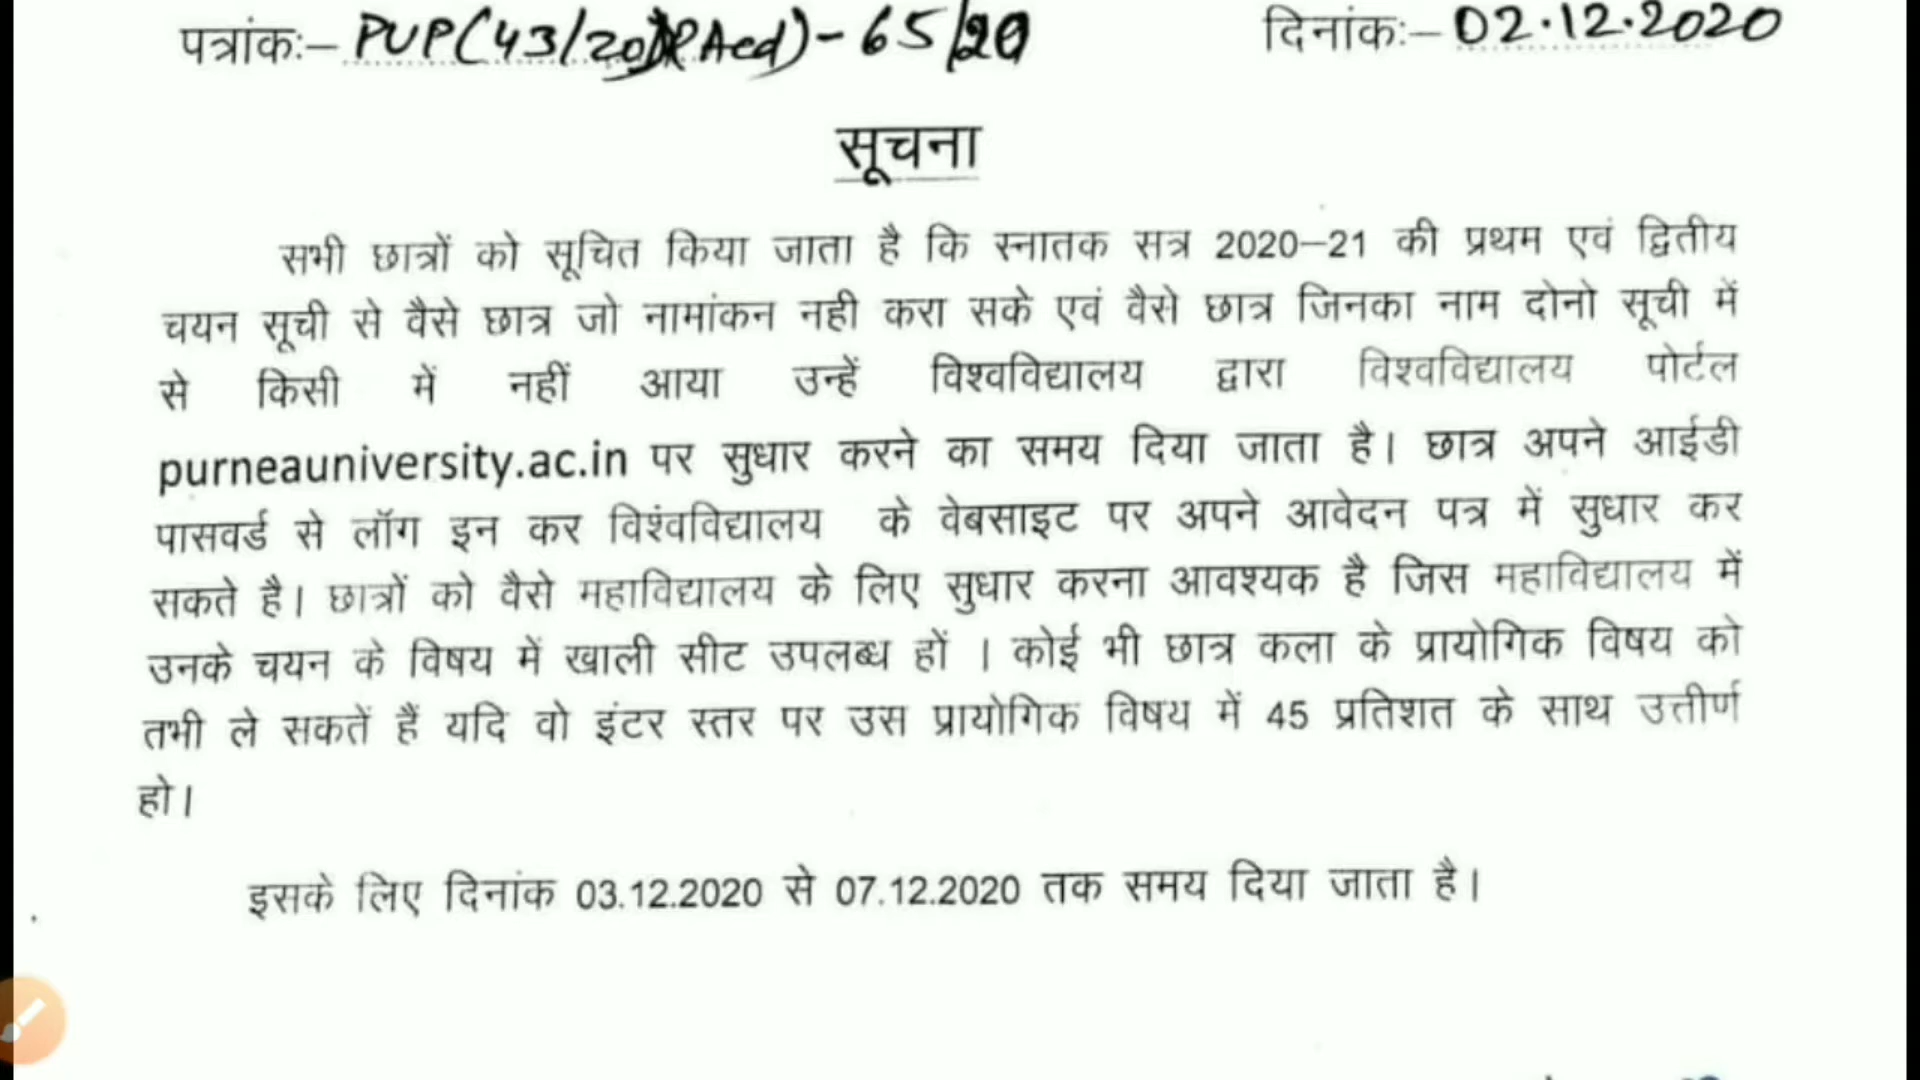 पत्रांकः– PUP(43/20)(Acd)-65/20 दिनांकः– 02.12.2020
सूचना
सभी छात्रों को सूचित किया जाता है कि स्नातक सत्र 2020–21 की प्रथम एवं द्वितीय
चयन सूची से वैसे छात्र जो नामांकन नही करा सके एवं वैसे छात्र जिनका नाम दोनो सूची में
से किसी में नहीं आया उन्हें विश्वविद्यालय द्वारा विश्वविद्यालय पोर्टल
purneauniversity.ac.in पर सुधार करने का समय दिया जाता है। छात्र अपने आईडी
पासवर्ड से लॉग इन कर विश्ंवविद्यालय के वेबसाइट पर अपने आवेदन पत्र में सुधार कर
सकते है। छात्रों को वैसे महाविद्यालय के लिए सुधार करना आवश्यक है जिस महाविद्यालय में
उनके चयन के विषय में खाली सीट उपलब्ध हों । कोई भी छात्र कला के प्रायोगिक विषय को
तभी ले सकतें हैं यदि वो इंटर स्तर पर उस प्रायोगिक विषय में 45 प्रतिशत के साथ उत्तीर्ण
हो।
इसके लिए दिनांक 03.12.2020 से 07.12.2020 तक समय दिया जाता है।